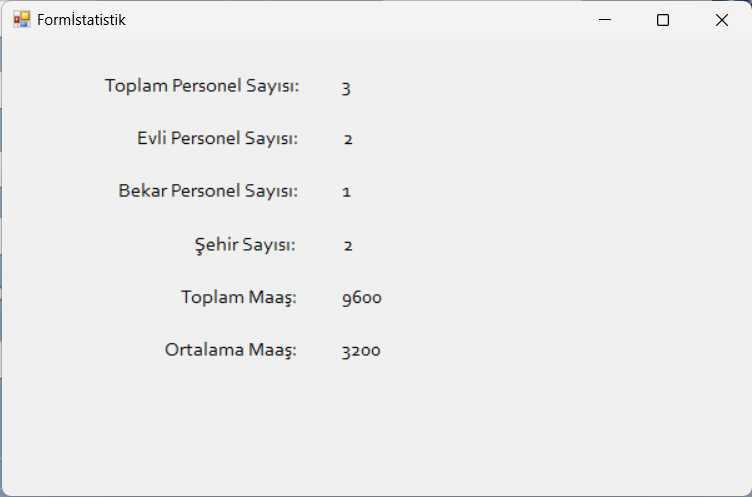 Formİstatistik
Toplam Personel Sayısı: 3
Evli Personel Sayısı: 2
Bekar Personel Sayısı: 1
Şehir Sayısı: 2
Toplam Maaş: 9600
Ortalama Maaş: 3200